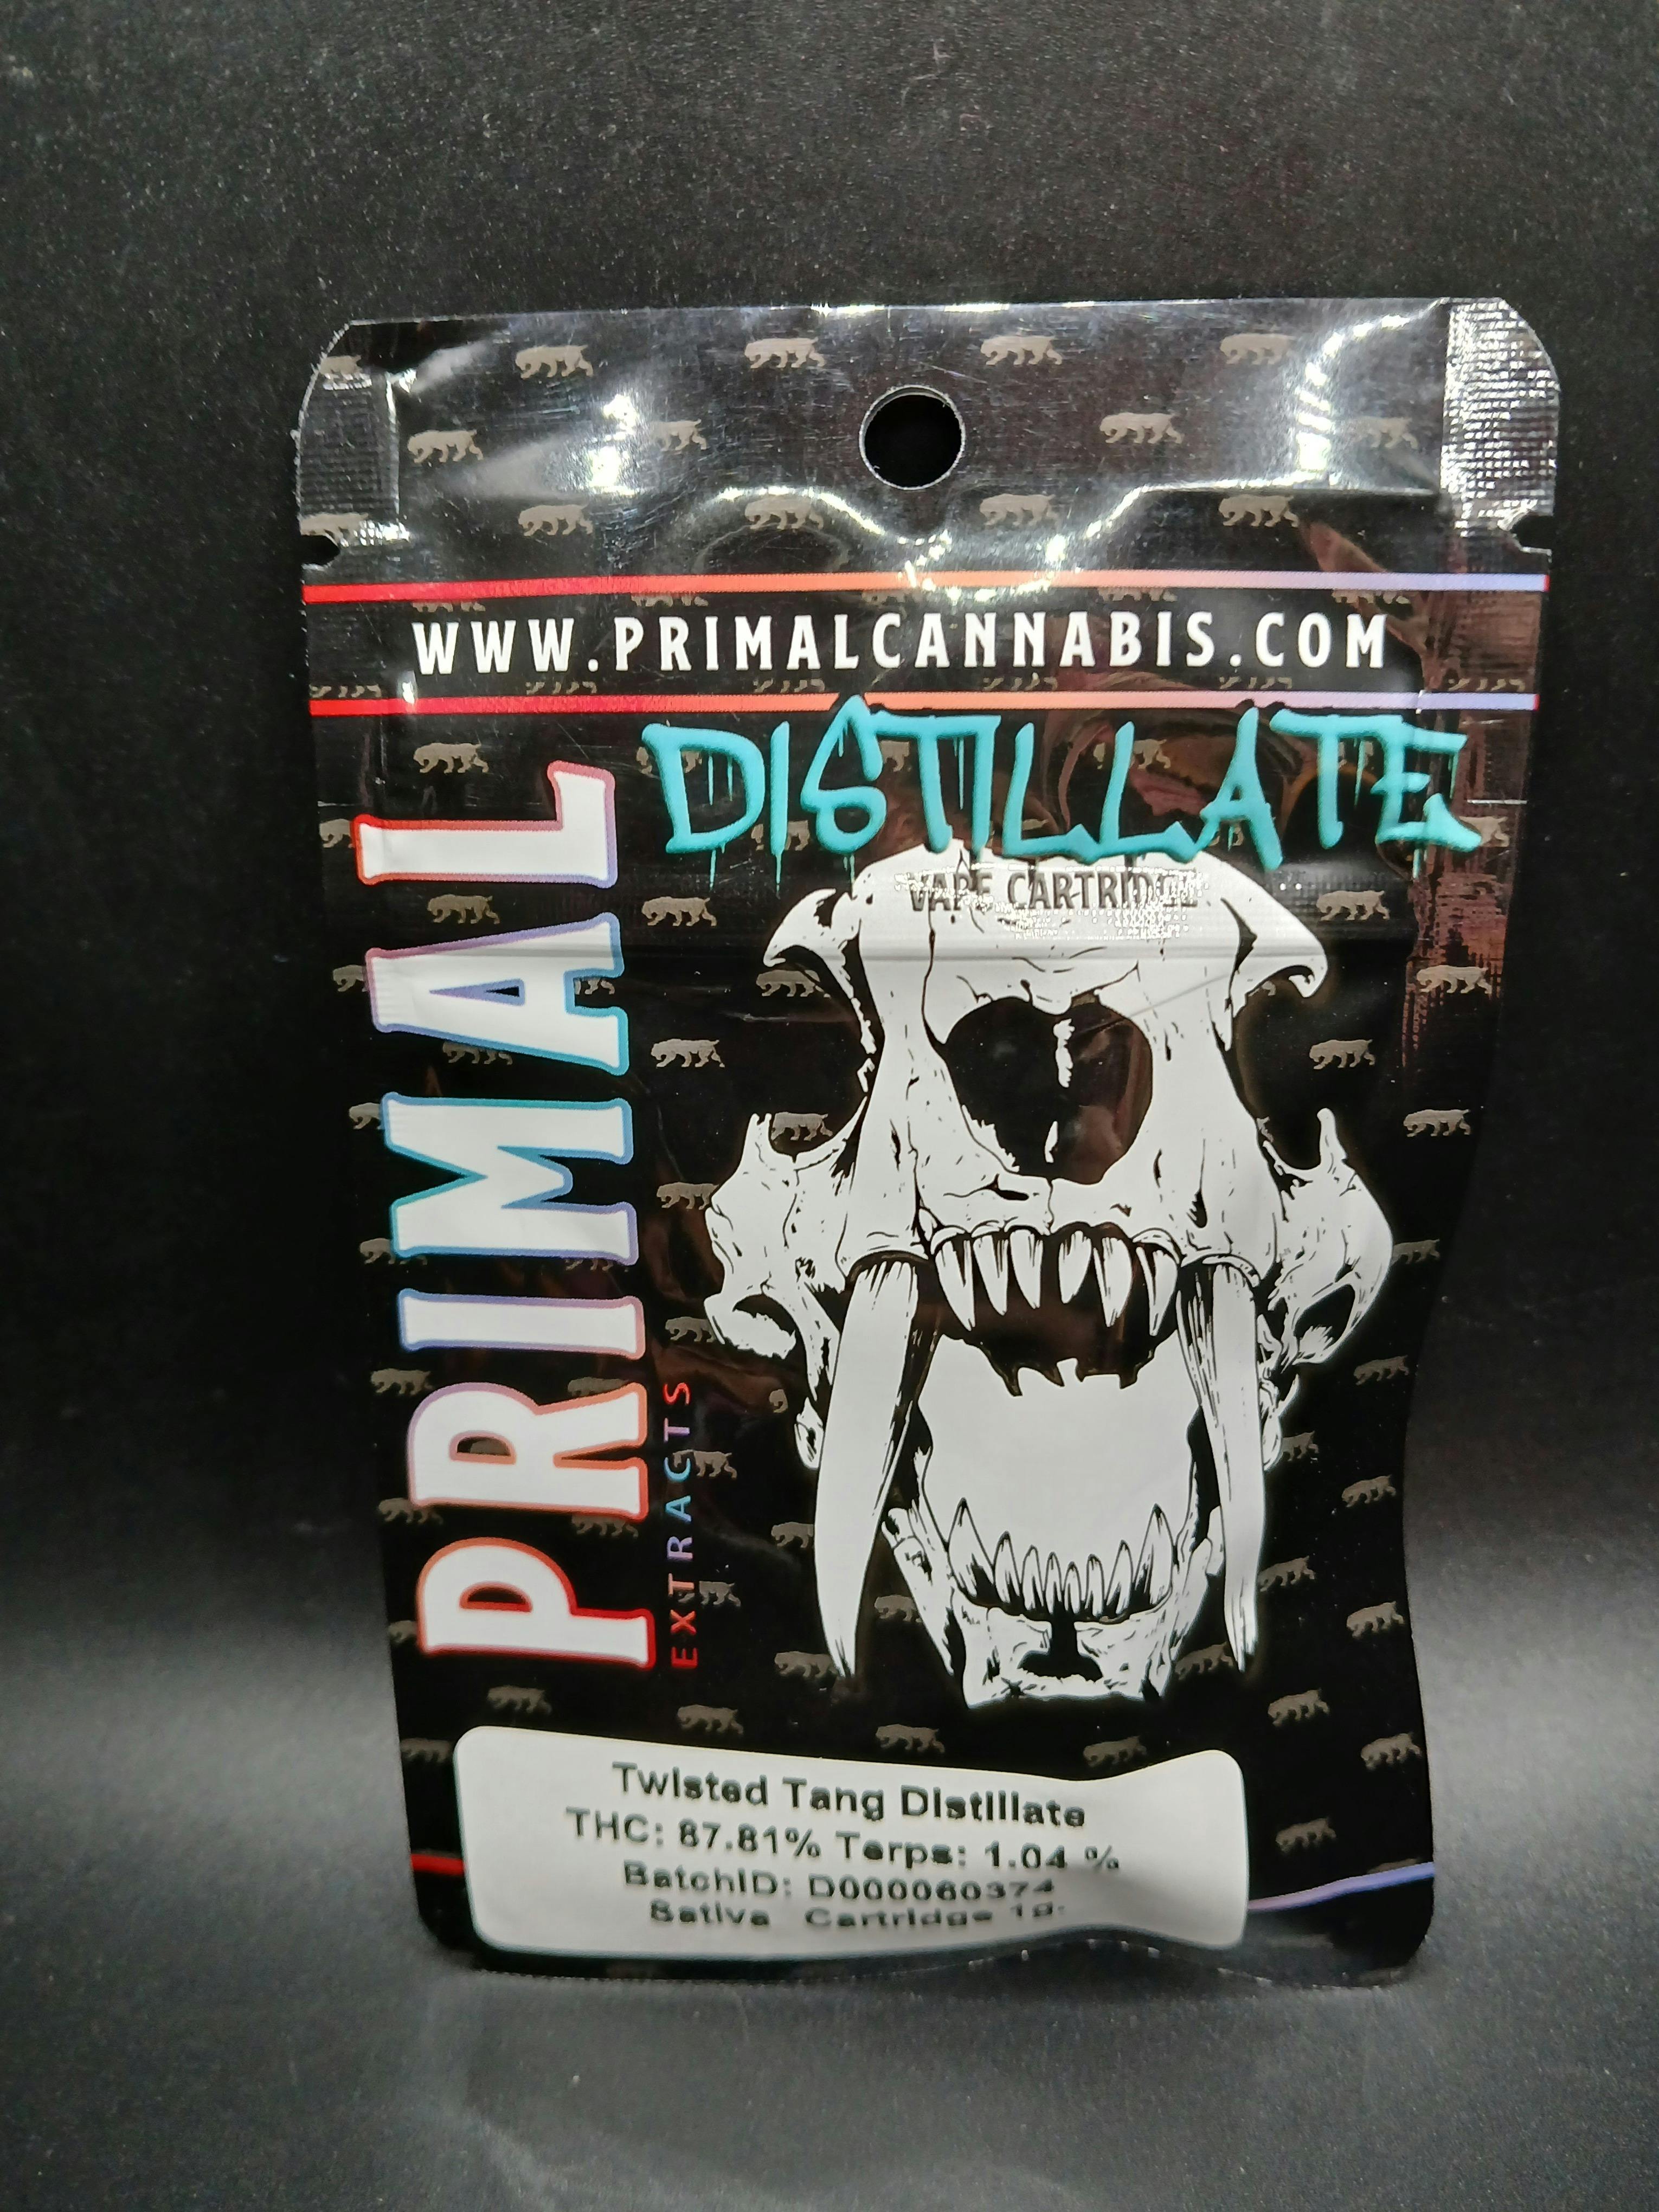 WWW.PRIMALCANNABIS.COM
DISTILLATE
VAPE CARTRIDGE
PRIMAL
EXTRACTS
Twisted Tang Distillate
THC: 87.81% Terps: 1.04 %
BatchID: D000060374
Sativa Cartridge 1g